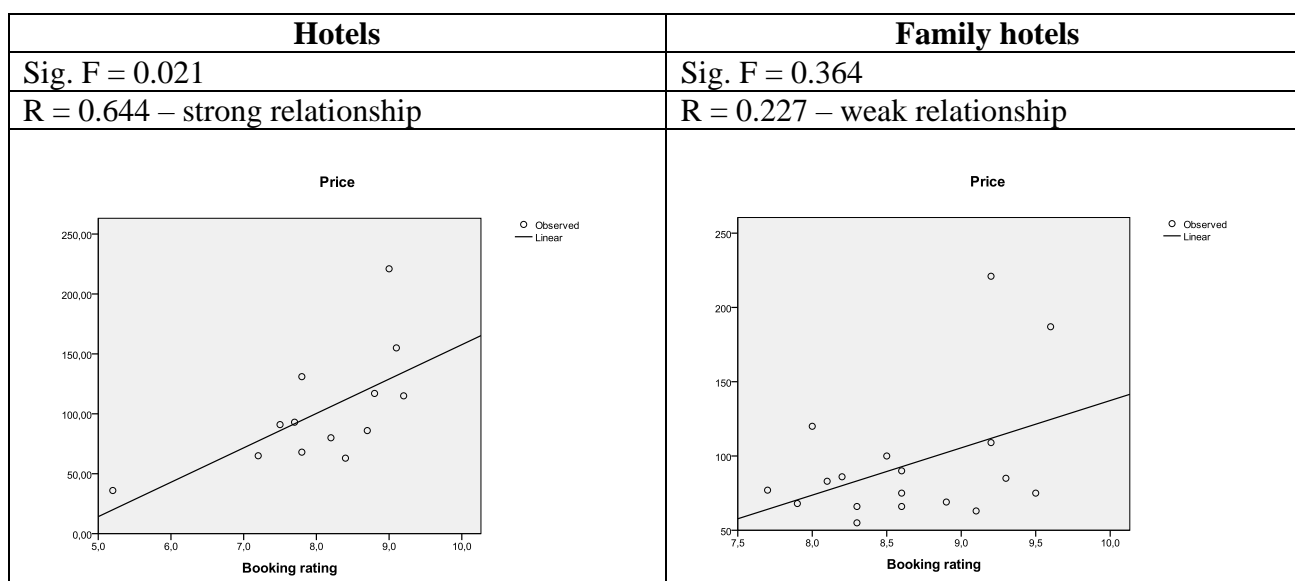 Hotels
Family hotels
Sig. F = 0.021
Sig. F = 0.364
R = 0.644 – strong relationship
R = 0.227 – weak relationship
Price
Observed
Linear
250,00
200,00
150,00
100,00
50,00
0,00
5,0 6,0 7,0 8,0 9,0 10,0
Booking rating
Price
Observed
Linear
250
200
150
100
50
7,5 8,0 8,5 9,0 9,5 10,0
Booking rating